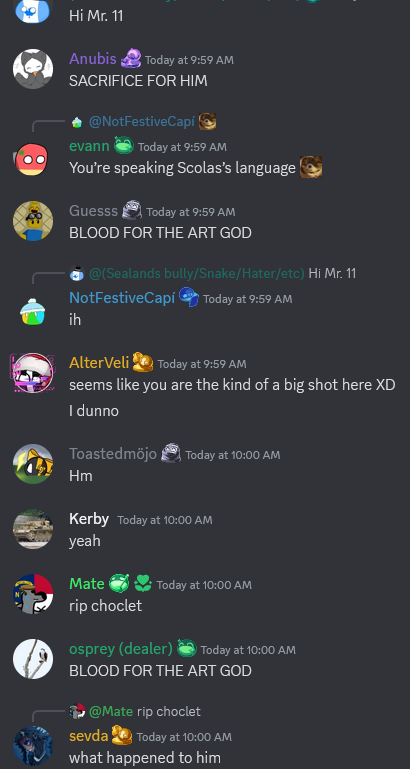 Hi Mr. 11
Anubis Today at 9:59 AM
SACRIFICE FOR HIM
@NotFestiveCapí
evann Today at 9:59 AM
You’re speaking Scolas’s language
Guesss Today at 9:59 AM
BLOOD FOR THE ART GOD
@(Sealands bully/Snake/Hater/etc) Hi Mr. 11
NotFestiveCapí Today at 9:59 AM
ih
AlterVeli Today at 9:59 AM
seems like you are the kind of a big shot here XD
I dunno
Toastedmöjo Today at 10:00 AM
Hm
Kerby Today at 10:00 AM
yeah
Mate Today at 10:00 AM
rip choclet
osprey (dealer) Today at 10:00 AM
BLOOD FOR THE ART GOD
@Mate rip choclet
sevda Today at 10:00 AM
what happened to him